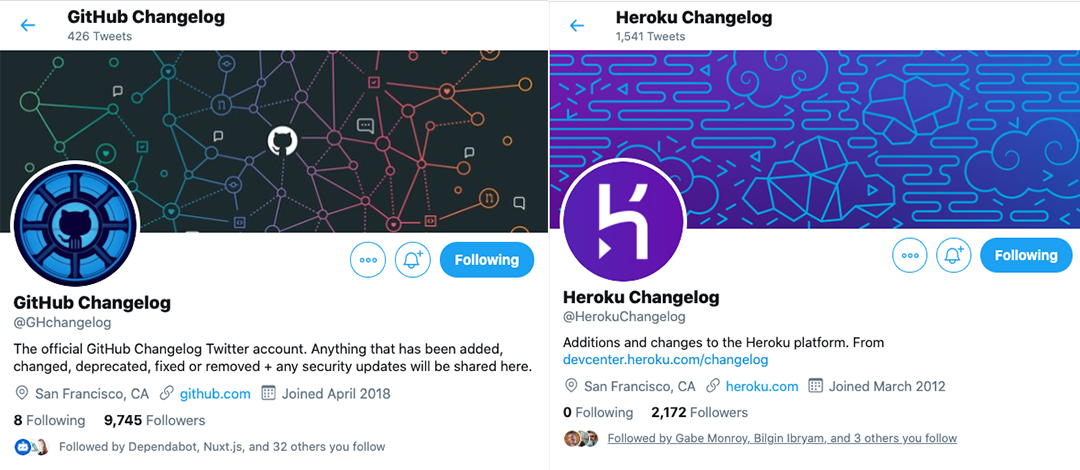 GitHub Changelog
426 Tweets
Following
GitHub Changelog
@GHchangelog
The official GitHub Changelog Twitter account. Anything that has been added,
changed, deprecated, fixed or removed + any security updates will be shared here.
San Francisco, CA github.com Joined April 2018
8 Following 9,745 Followers
Followed by Dependabot, Nuxt.js, and 32 others you follow
Heroku Changelog
1,541 Tweets
Following
Heroku Changelog
@HerokuChangelog
Additions and changes to the Heroku platform. From
devcenter.heroku.com/changelog
San Francisco, CA heroku.com Joined March 2012
0 Following 2,172 Followers
Followed by Gabe Monroy, Bilgin Ibryam, and 3 others you follow